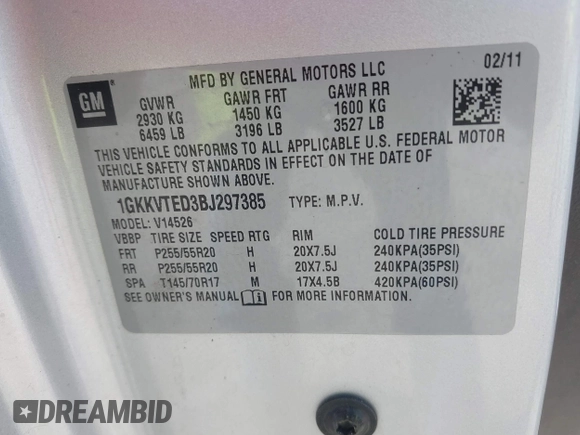 MFD BY GENERAL MOTORS LLC 02/11
GM
GVWR GAWR FRT GAWR RR
2930 KG 1450 KG 1600 KG
6459 LB 3196 LB 3527 LB
THIS VEHICLE CONFORMS TO ALL APPLICABLE U.S. FEDERAL MOTOR
VEHICLE SAFETY STANDARDS IN EFFECT ON THE DATE OF
MANUFACTURE SHOWN ABOVE.
1GKKVTED3BJ297385 TYPE: M.P.V.
MODEL: V14526
VBBP TIRE SIZE SPEED RTG RIM COLD TIRE PRESSURE
FRT P255/55R20 H 20X7.5J 240KPA(35PSI)
RR P255/55R20 H 20X7.5J 240KPA(35PSI)
SPA T145/70R17 M 17X4.5B 420KPA(60PSI)
SEE OWNER'S MANUAL FOR MORE INFORMATION.
DREAMBID